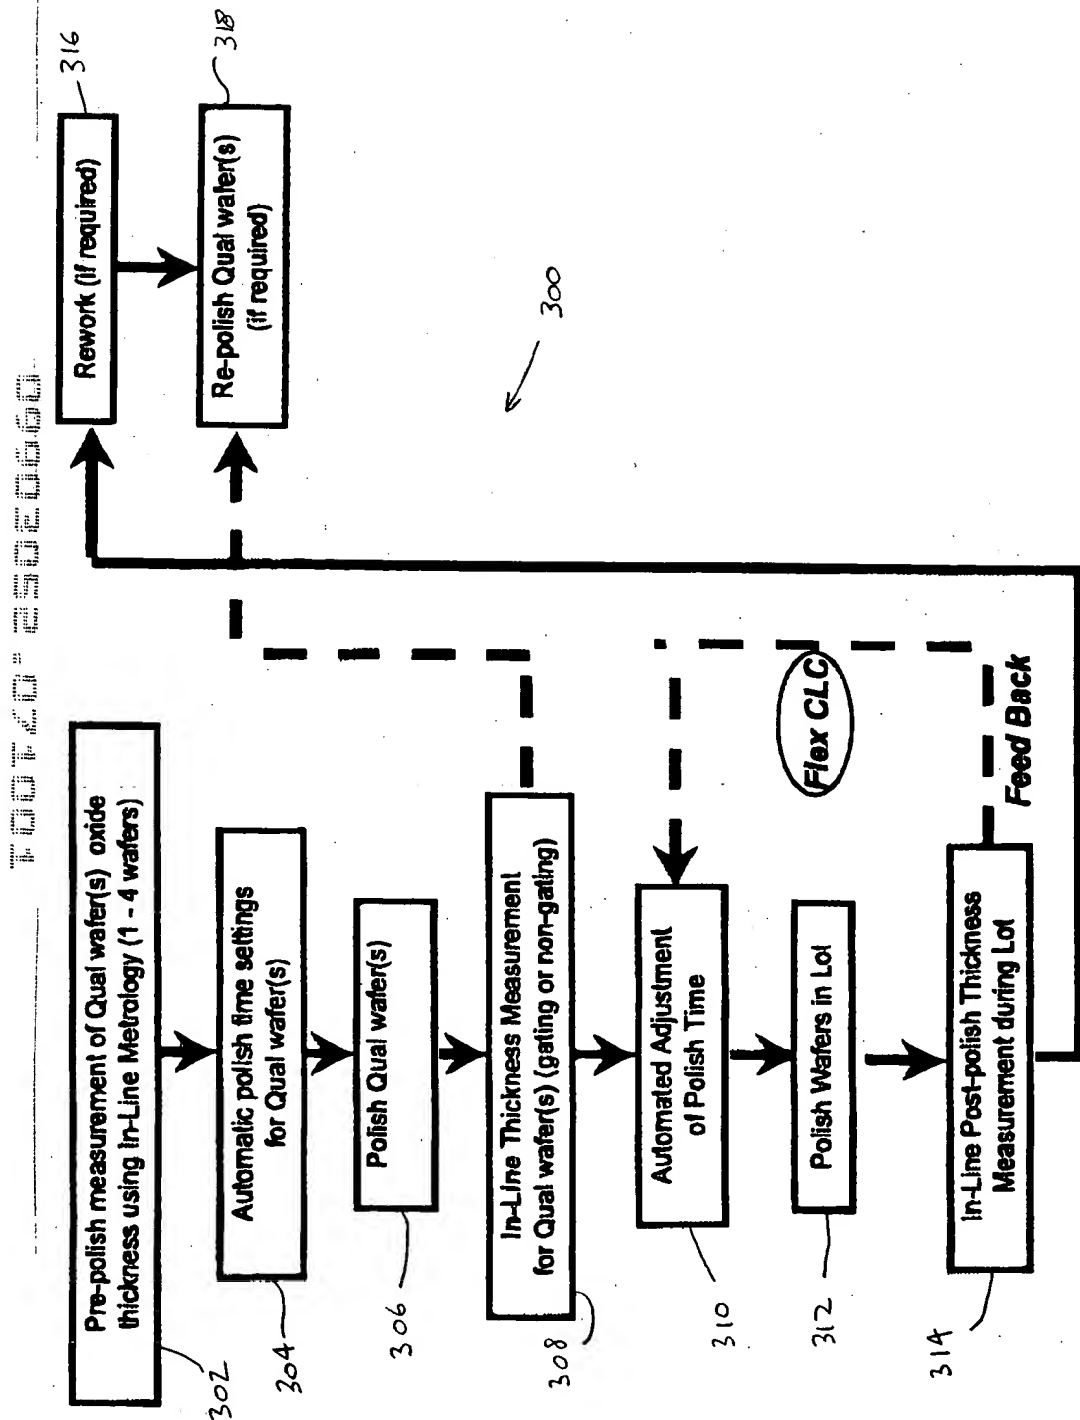 Pre-polish measurement of Qual wafer(s) oxide
thickness using In-Line Metrology (1 - 4 wafers)
302
Automatic polish time settings
for Qual wafer(s)
304
Polish Qual wafer(s)
306
In-Line Thickness Measurement
for Qual wafer(s) (gating or non-gating)
308
Automated Adjustment
of Polish Time
310
Flex CLC
Polish Wafers in Lot
312
In-Line Post-polish Thickness
Measurement during Lot
314
Feed Back
Rework (if required)
316
Re-polish Qual wafer(s)
(if required)
318
300